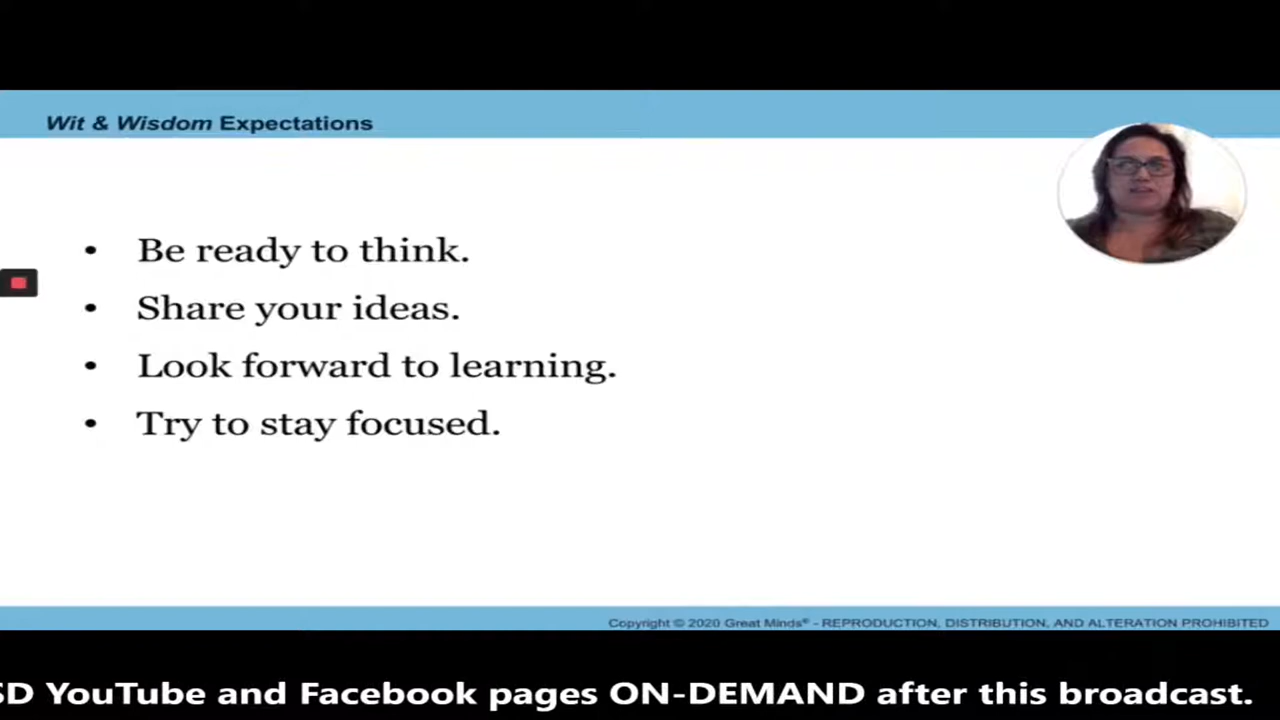 Wit & Wisdom Expectations
• Be ready to think.
• Share your ideas.
• Look forward to learning.
• Try to stay focused.
Copyright © 2020 Great Minds® - REPRODUCTION, DISTRIBUTION, AND ALTERATION PROHIBITED
SD YouTube and Facebook pages ON-DEMAND after this broadcast.